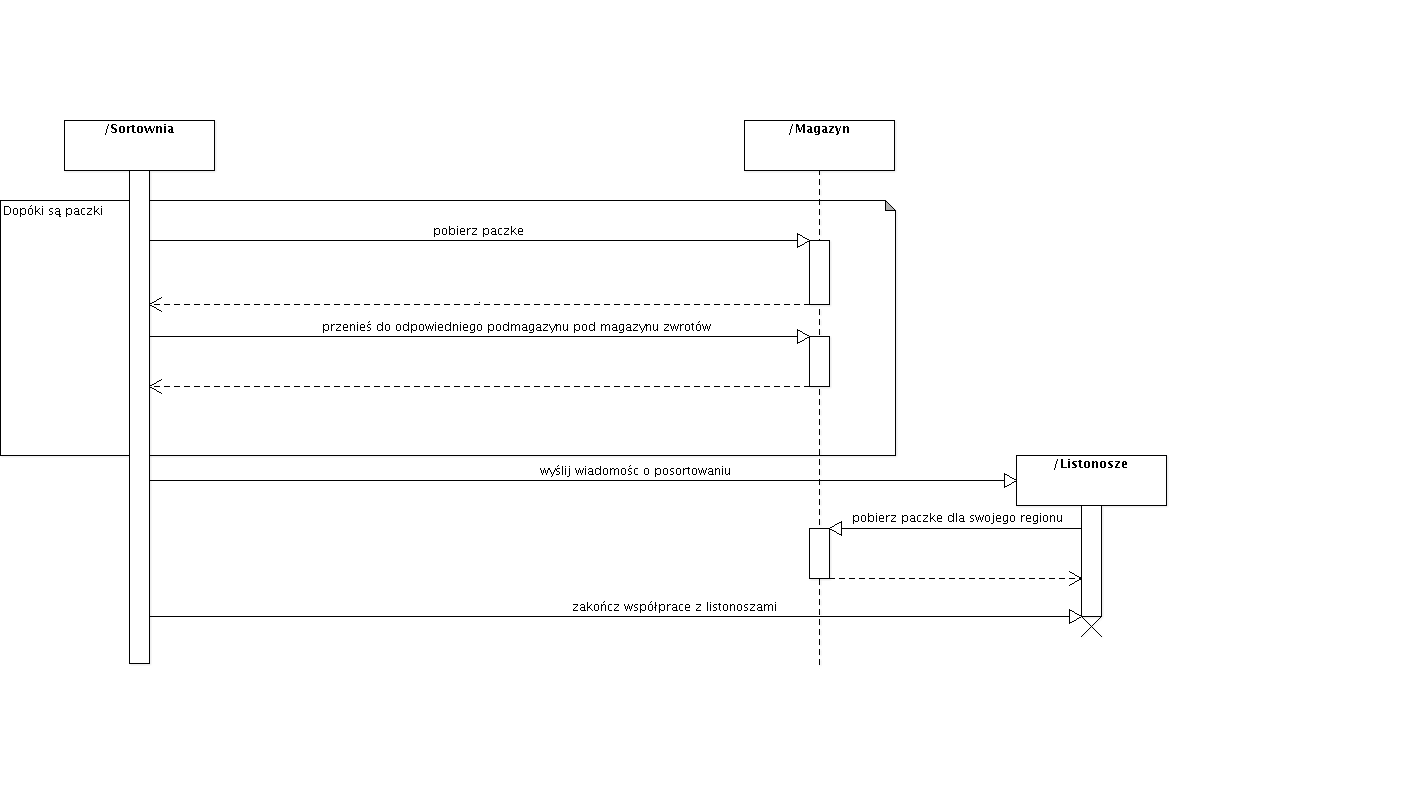 /Sortownia
/Magazyn
Dopóki są paczki
pobierz paczke
przenieś do odpowiedniego podmagazynu pod magazynu zwrotów
/Listonosze
wyślij wiadomośc o posortowaniu
pobierz paczke dla swojego regionu
zakończ współprace z listonoszami